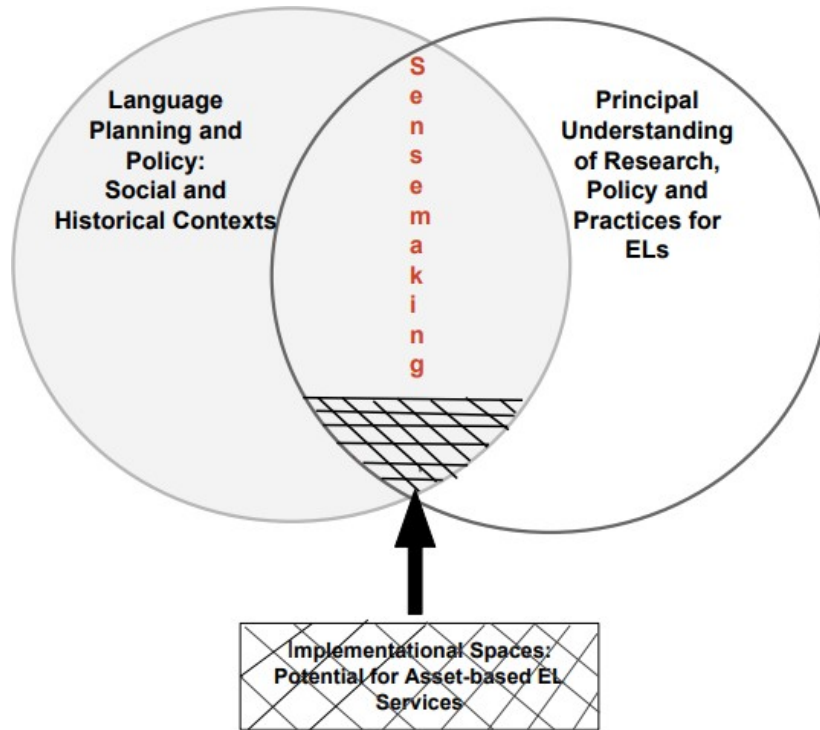 Language
Planning and
Policy:
Social and
Historical Contexts
Sensemaking
Principal
Understanding
of Research,
Policy and
Practices for
ELs
Implementational Spaces:
Potential for Asset-based EL
Services